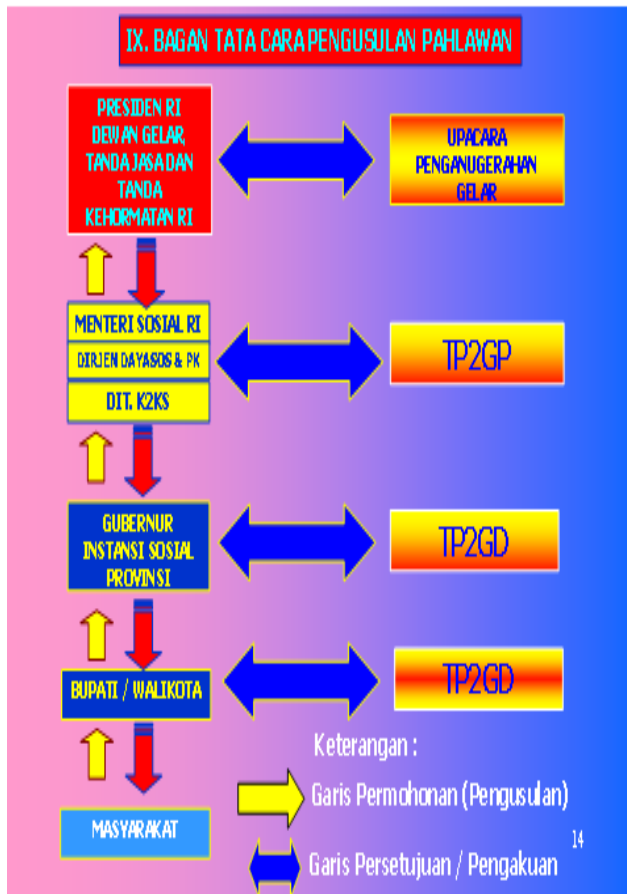 IX. BAGAN TATA CARA PENGUSULAN PAHLAWAN
PRESIDEN RI
DEWAN GELAR,
TANDA JASA DAN
TANDA
KEHORMATAN RI
UPACARA
PENGANUGERAHAN
GELAR
MENTERI SOSIAL RI
DIRJEN DAYASOS & PK
DIT. K2KS
TP2GP
GUBERNUR
INSTANSI SOSIAL
PROVINSI
TP2GD
BUPATI / WALIKOTA
TP2GD
MASYARAKAT
Keterangan :
Garis Permohonan (Pengusulan)
Garis Persetujuan / Pengakuan
14